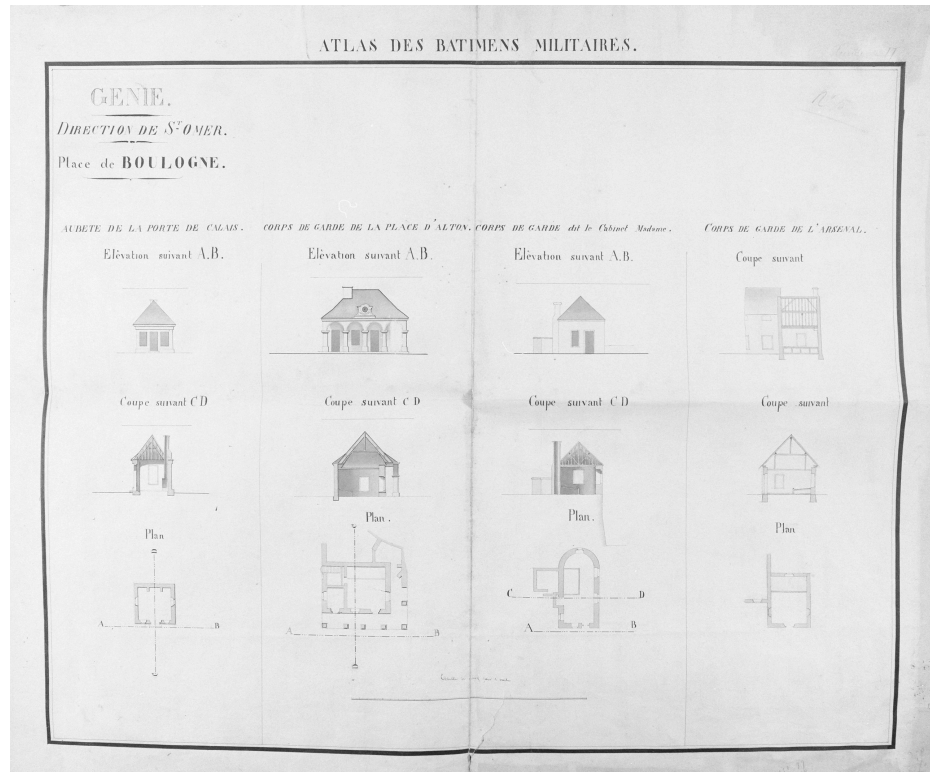 ATLAS DES BATIMENS MILITAIRES.
GENIE.
DIRECTION DE ST OMER.
Place de BOULOGNE.
AUBETE DE LA PORTE DE CALAIS.
Elévation suivant A.B.
Coupe suivant C D
Plan
A B
CORPS DE GARDE DE LA PLACE D'ALTON.
Elévation suivant A.B.
Coupe suivant C D
Plan.
A B
CORPS DE GARDE dit le Cabinet Madame.
Elévation suivant A.B.
Coupe suivant C D
Plan.
C D
A B
CORPS DE GARDE DE L'ARSENAL.
Coupe suivant
Coupe suivant
Plan